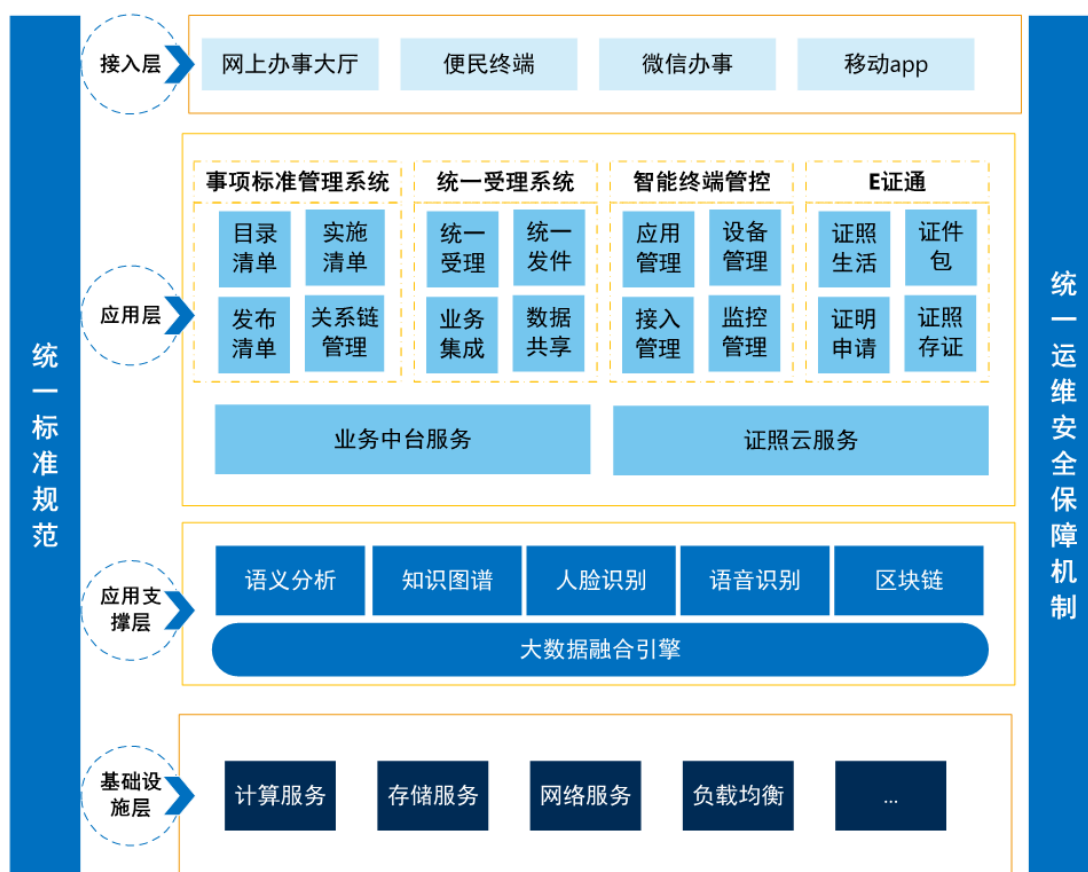 接入层
网上办事大厅
便民终端
微信办事
移动app
统一标准规范
统一运维安全保障机制
应用层
事项标准管理系统
目录
清单
实施
清单
发布
清单
关系链
管理
统一受理系统
统一
受理
统一
发件
业务
集成
数据
共享
智能终端管控
应用
管理
设备
管理
接入
管理
监控
管理
E证通
证照
生活
证件
包
证明
申请
证照
存证
业务中台服务
证照云服务
应用支
撑层
语义分析
知识图谱
人脸识别
语音识别
区块链
大数据融合引擎
基础设
施层
计算服务
存储服务
网络服务
负载均衡
...